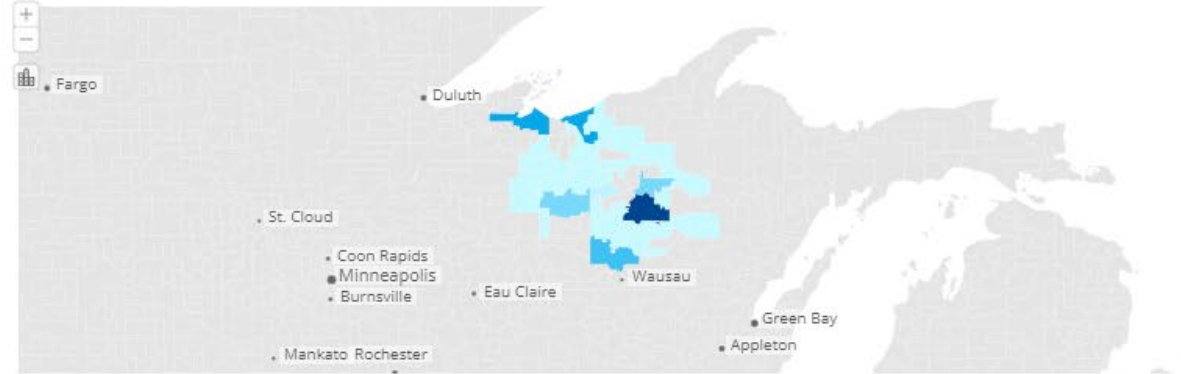 +
−
Fargo
Duluth
St. Cloud
Coon Rapids
Minneapolis
Burnsville
Eau Claire
Wausau
Green Bay
Appleton
Mankato Rochester